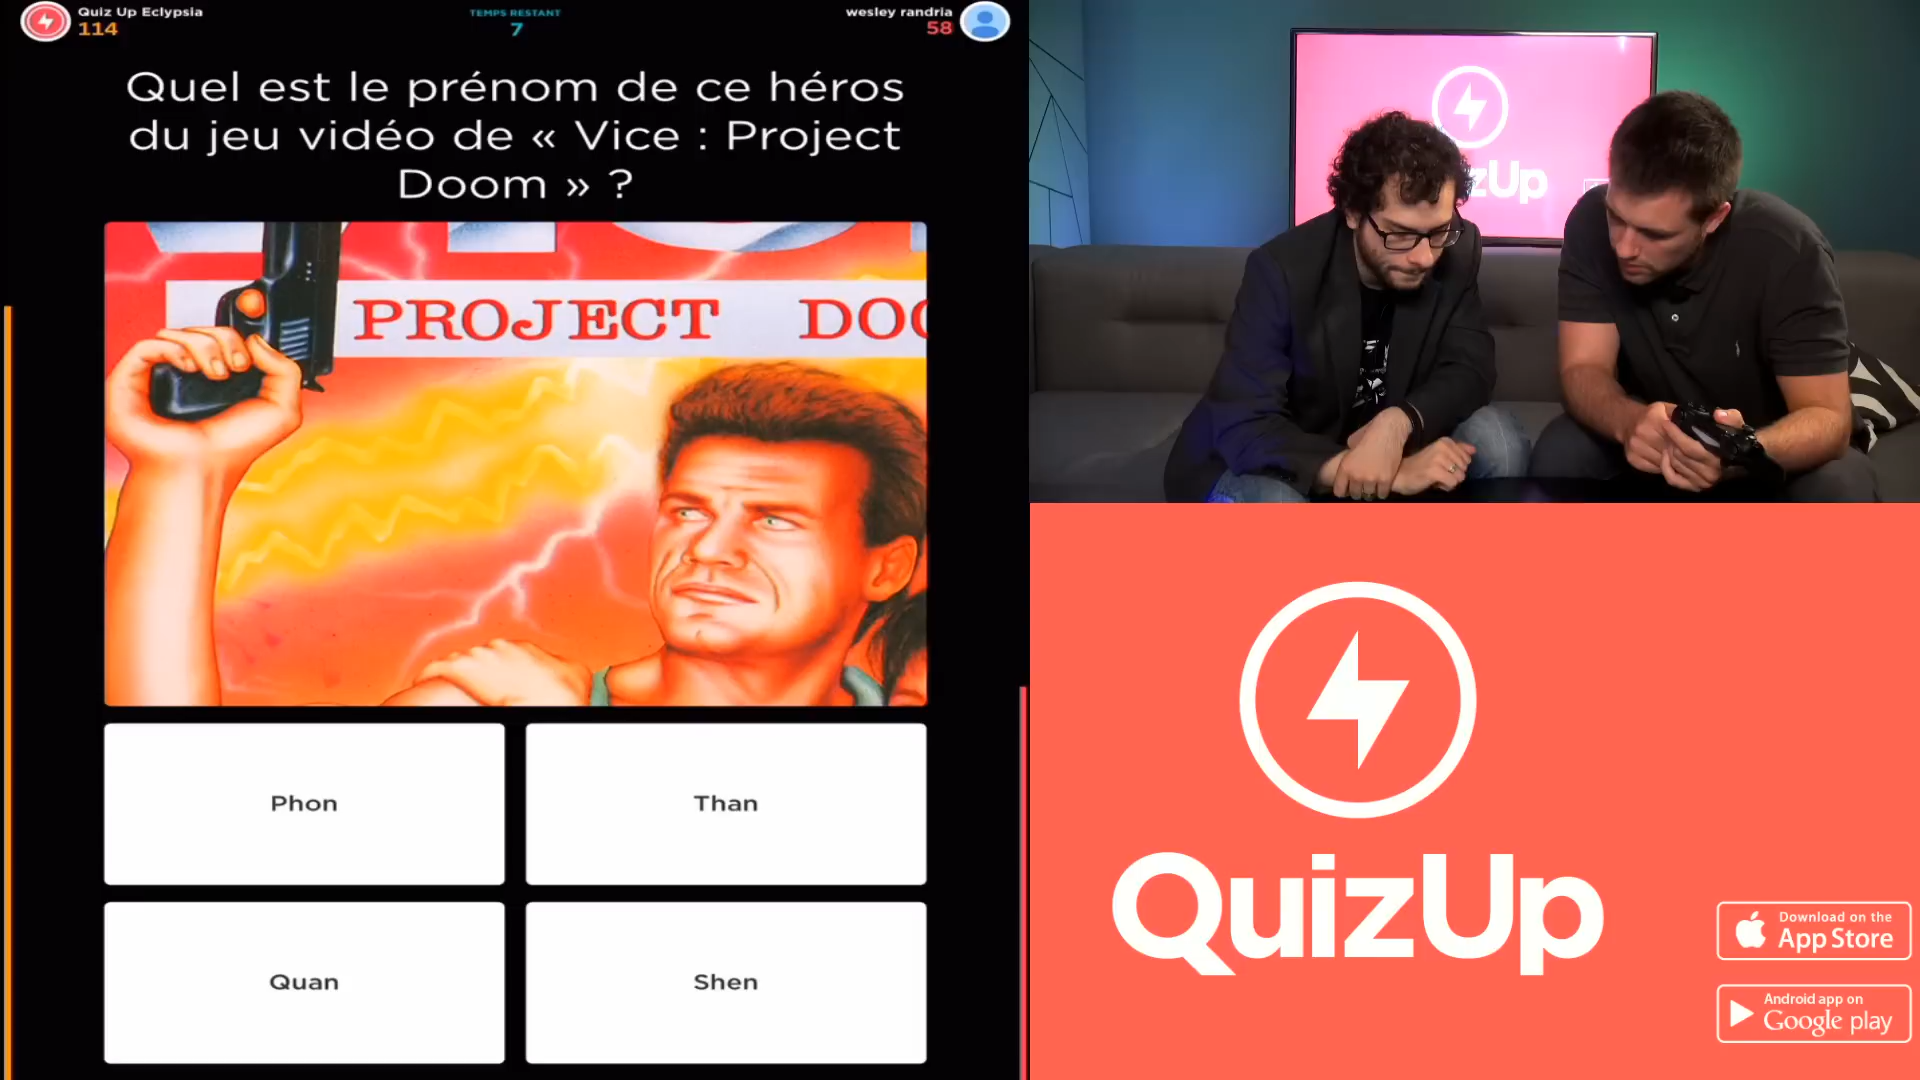 Quiz Up Eclypsia
114
TEMPS RESTANT
7
wesley randria
58
Quel est le prénom de ce héros
du jeu vidéo de « Vice : Project
Doom » ?
PROJECT DOO
Phon
Than
Quan
Shen
zUp
QuizUp
Download on the
App Store
Android app on
Google play